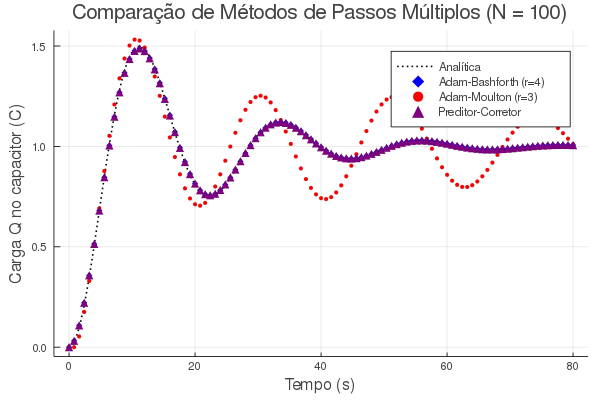 Comparação de Métodos de Passos Múltiplos (N = 100)
Carga Q no capacitor (C)
1.5
1.0
0.5
0.0
Analítica
Adam-Bashforth (r=4)
Adam-Moulton (r=3)
Preditor-Corretor
0
20
40
60
80
Tempo (s)